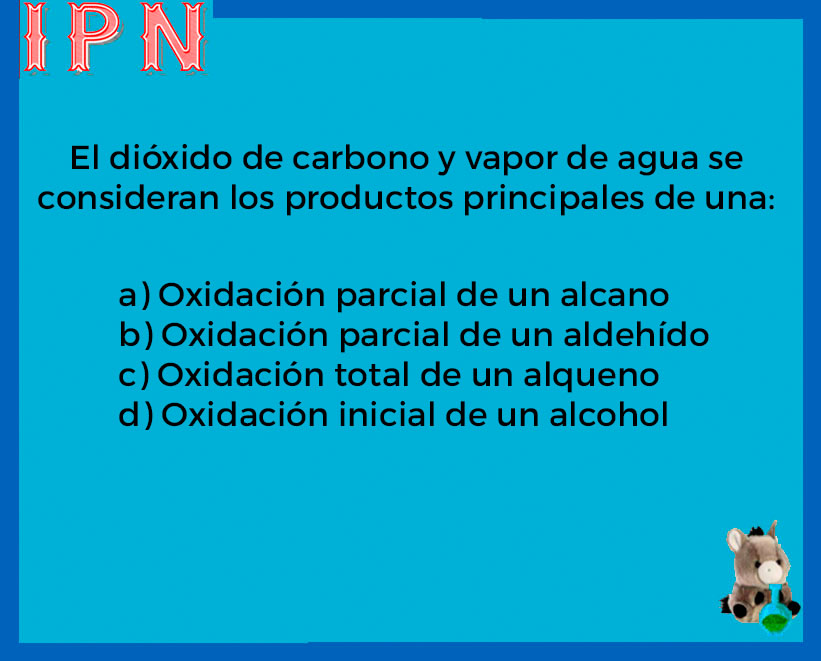 IPN
El dióxido de carbono y vapor de agua se
consideran los productos principales de una:
a) Oxidación parcial de un alcano
b) Oxidación parcial de un aldehído
c) Oxidación total de un alqueno
d) Oxidación inicial de un alcohol